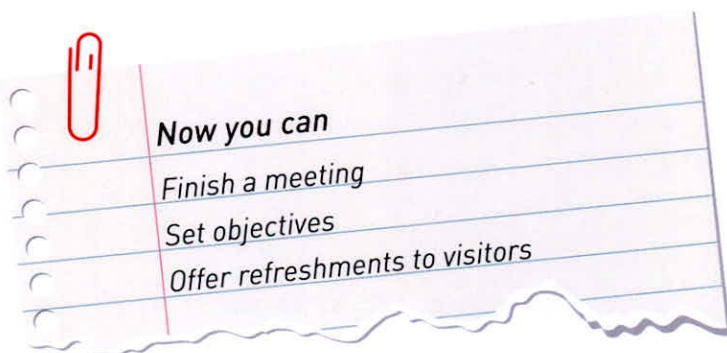 Now you can
Finish a meeting
Set objectives
Offer refreshments to visitors